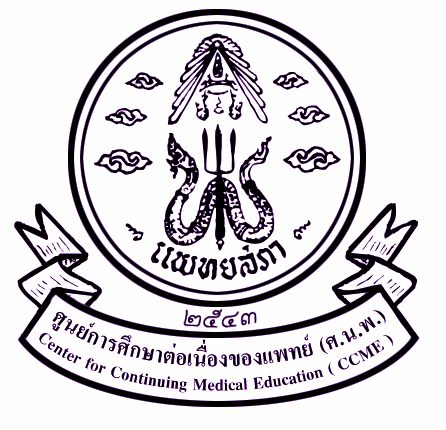 แพทยสภา
๒๕๔๓
ศูนย์การศึกษาต่อเนื่องของแพทย์ (ศ.น.พ.)
Center for Continuing Medical Education ( CCME )